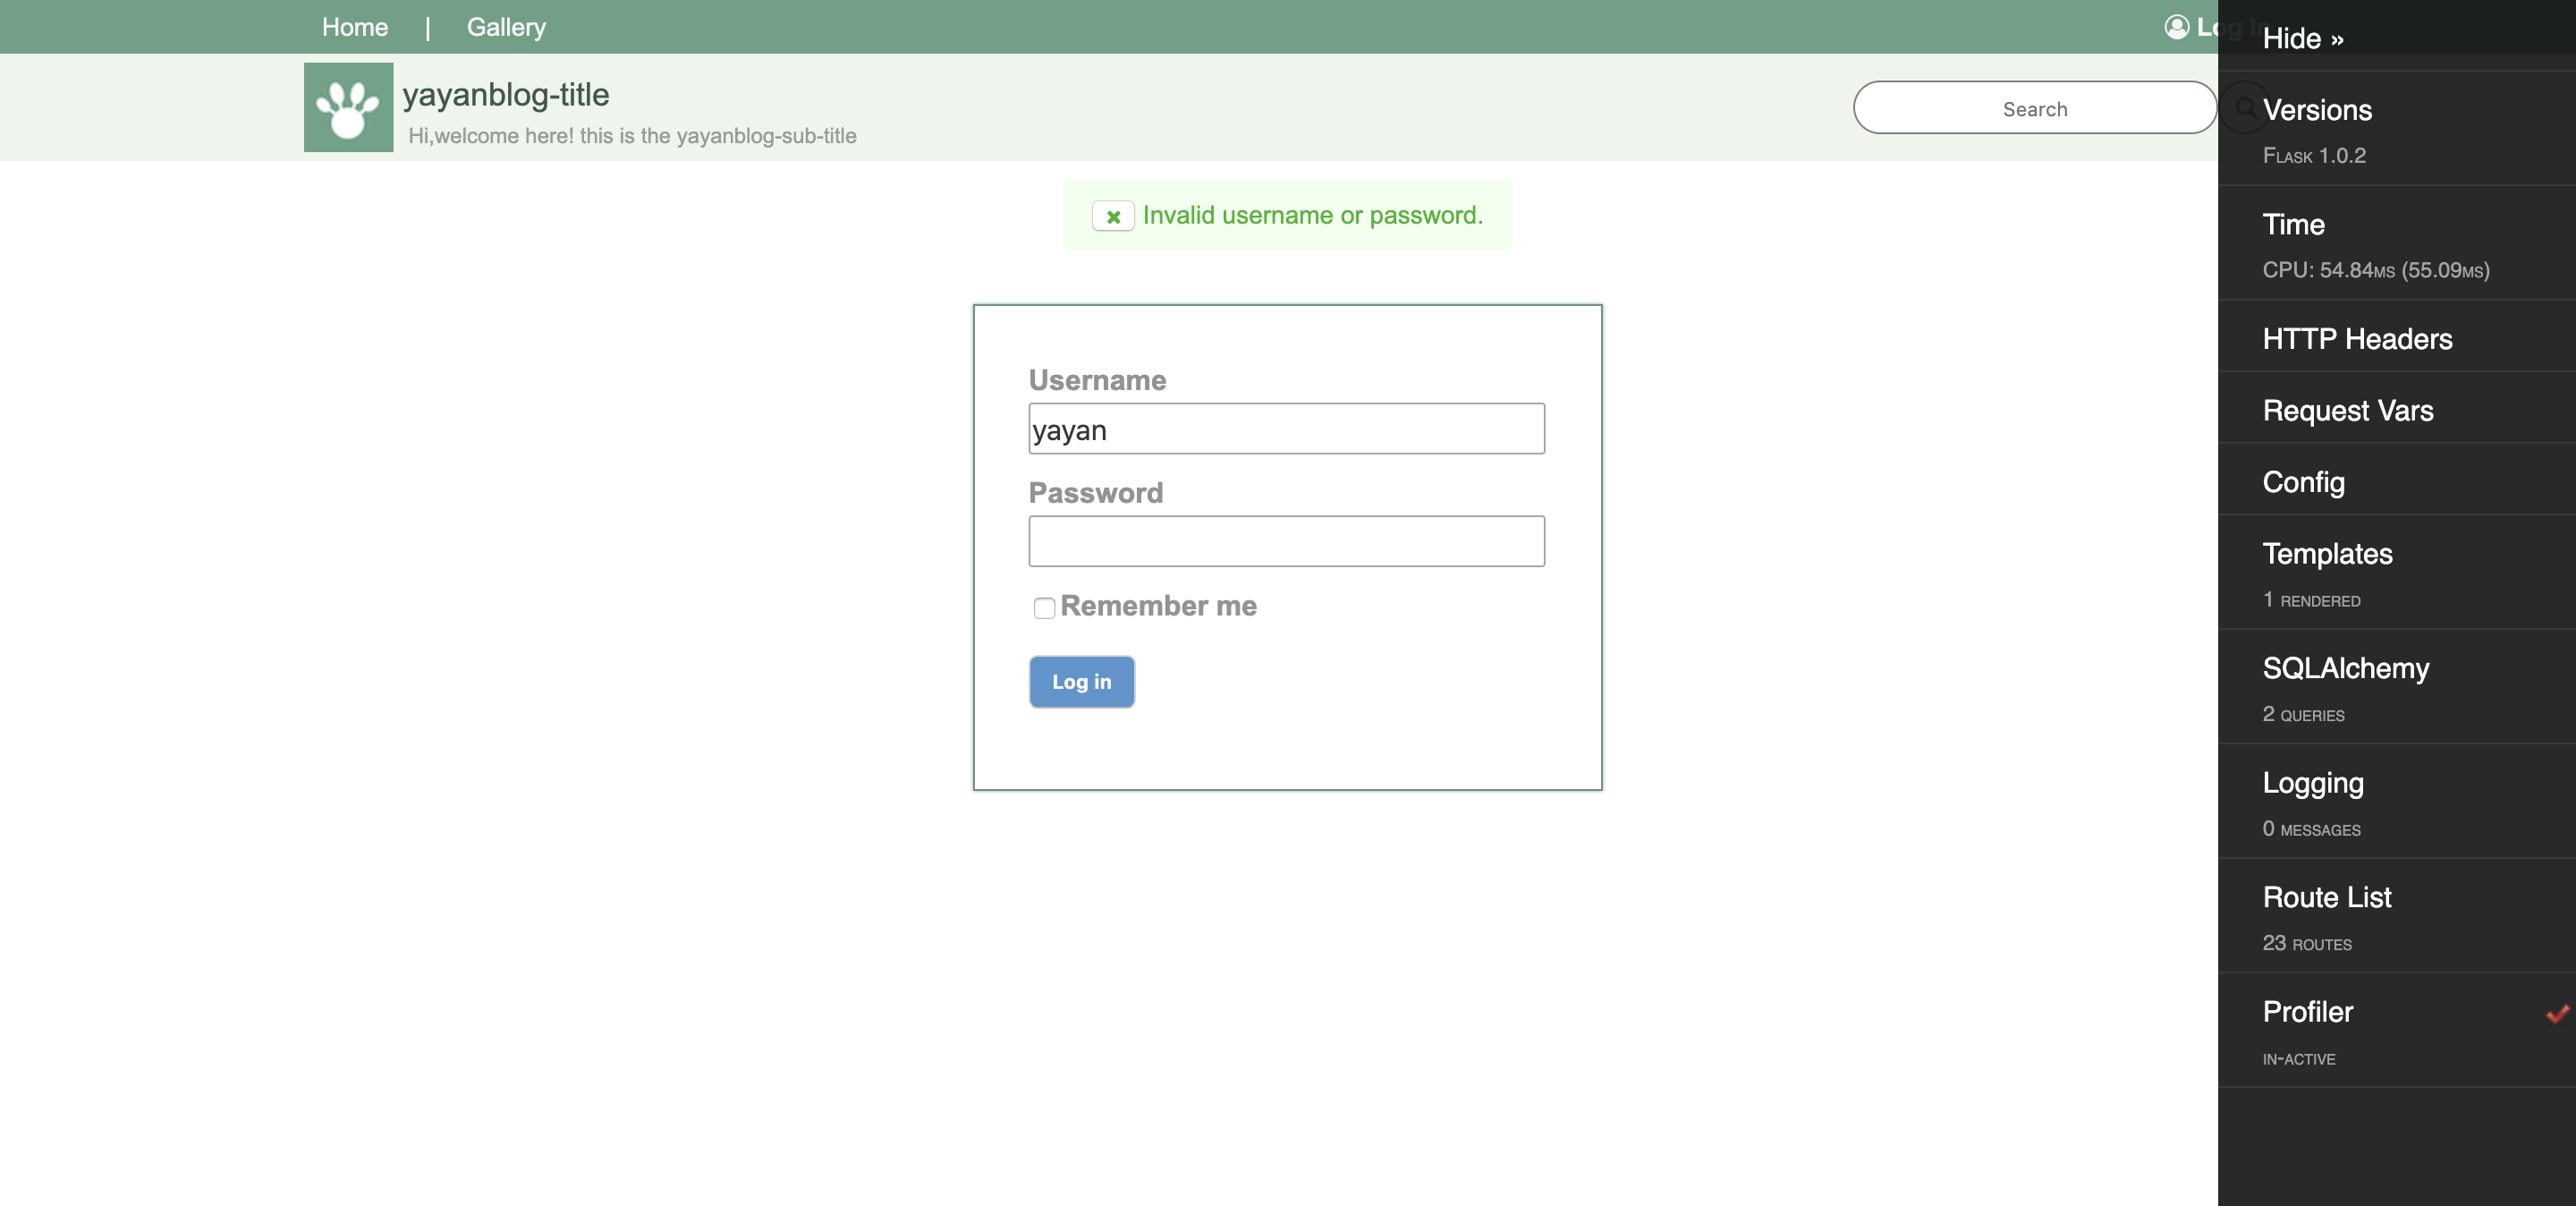 Home | Gallery
Log In
yayanblog-title
Hi,welcome here! this is the yayanblog-sub-title
Search
Invalid username or password.
Username
yayan
Password
Remember me
Log in
Hide »
Versions
Flask 1.0.2
Time
CPU: 54.84ms (55.09ms)
HTTP Headers
Request Vars
Config
Templates
1 rendered
SQLAlchemy
2 queries
Logging
0 messages
Route List
23 routes
Profiler
in-active